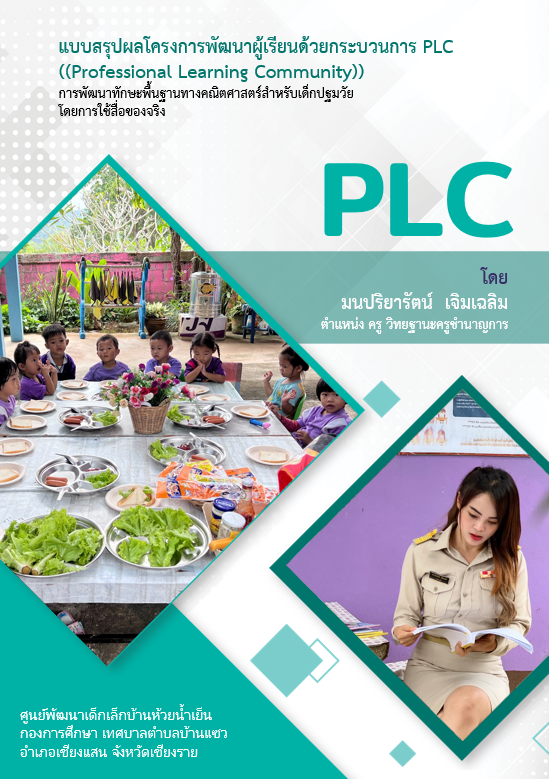 แบบสรุปผลโครงการพัฒนาผู้เรียนด้วยกระบวนการ PLC
((Professional Learning Community))
การพัฒนาทักษะพื้นฐานทางคณิตศาสตร์สำหรับเด็กปฐมวัย
โดยการใช้สื่อของจริง
PLC
โดย
มนปริยารัตน์ เจิมเฉลิม
ตำแหน่ง ครู วิทยฐานะครูชำนาญการ
ศูนย์พัฒนาเด็กเล็กบ้านห้วยน้ำเย็น
กองการศึกษา เทศบาลตำบลบ้านแซว
อำเภอเชียงแสน จังหวัดเชียงราย